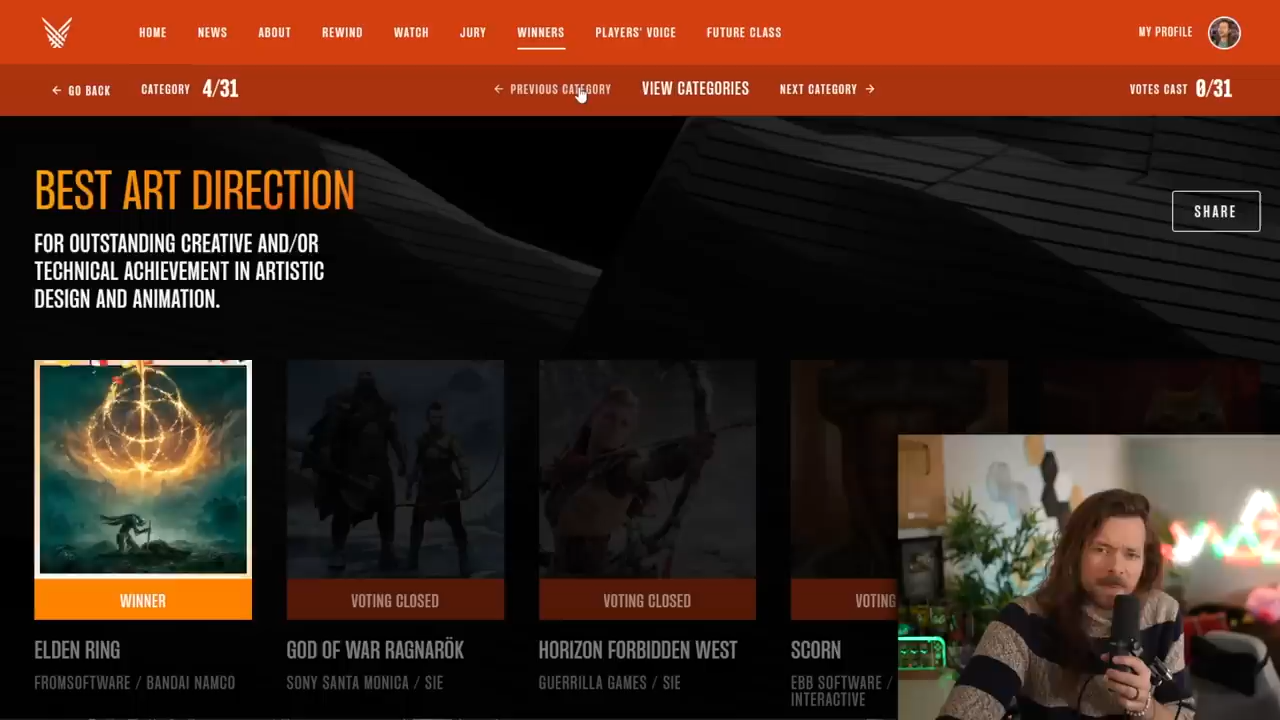 HOME NEWS ABOUT REWIND WATCH JURY WINNERS PLAYERS' VOICE FUTURE CLASS MY PROFILE
← GO BACK CATEGORY 4/31 ← PREVIOUS CATEGORY VIEW CATEGORIES NEXT CATEGORY → VOTES CAST 0/31
BEST ART DIRECTION
SHARE
FOR OUTSTANDING CREATIVE AND/OR
TECHNICAL ACHIEVEMENT IN ARTISTIC
DESIGN AND ANIMATION.
WINNER VOTING CLOSED VOTING CLOSED VOTING
ELDEN RING GOD OF WAR RAGNARÖK HORIZON FORBIDDEN WEST SCORN
FROMSOFTWARE / BANDAI NAMCO SONY SANTA MONICA / SIE GUERRILLA GAMES / SIE EBB SOFTWARE /
INTERACTIVE